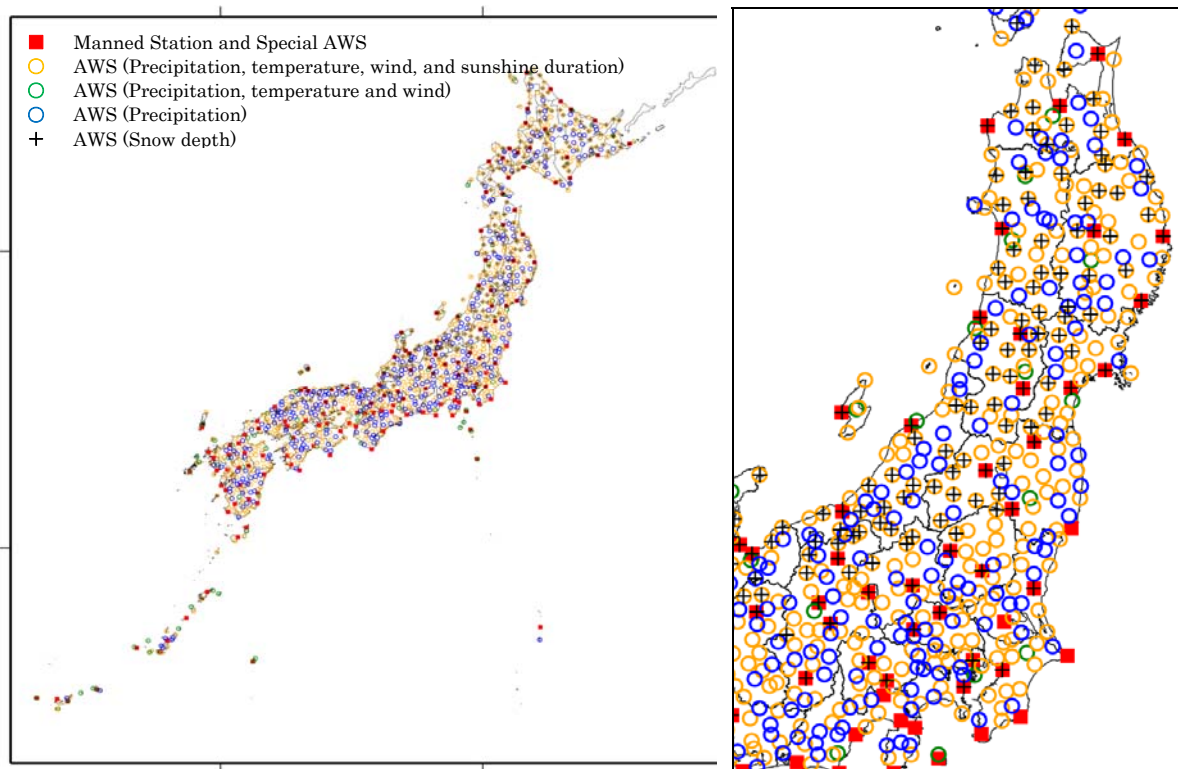 Manned Station and Special AWS
AWS (Precipitation, temperature, wind, and sunshine duration)
AWS (Precipitation, temperature and wind)
AWS (Precipitation)
AWS (Snow depth)